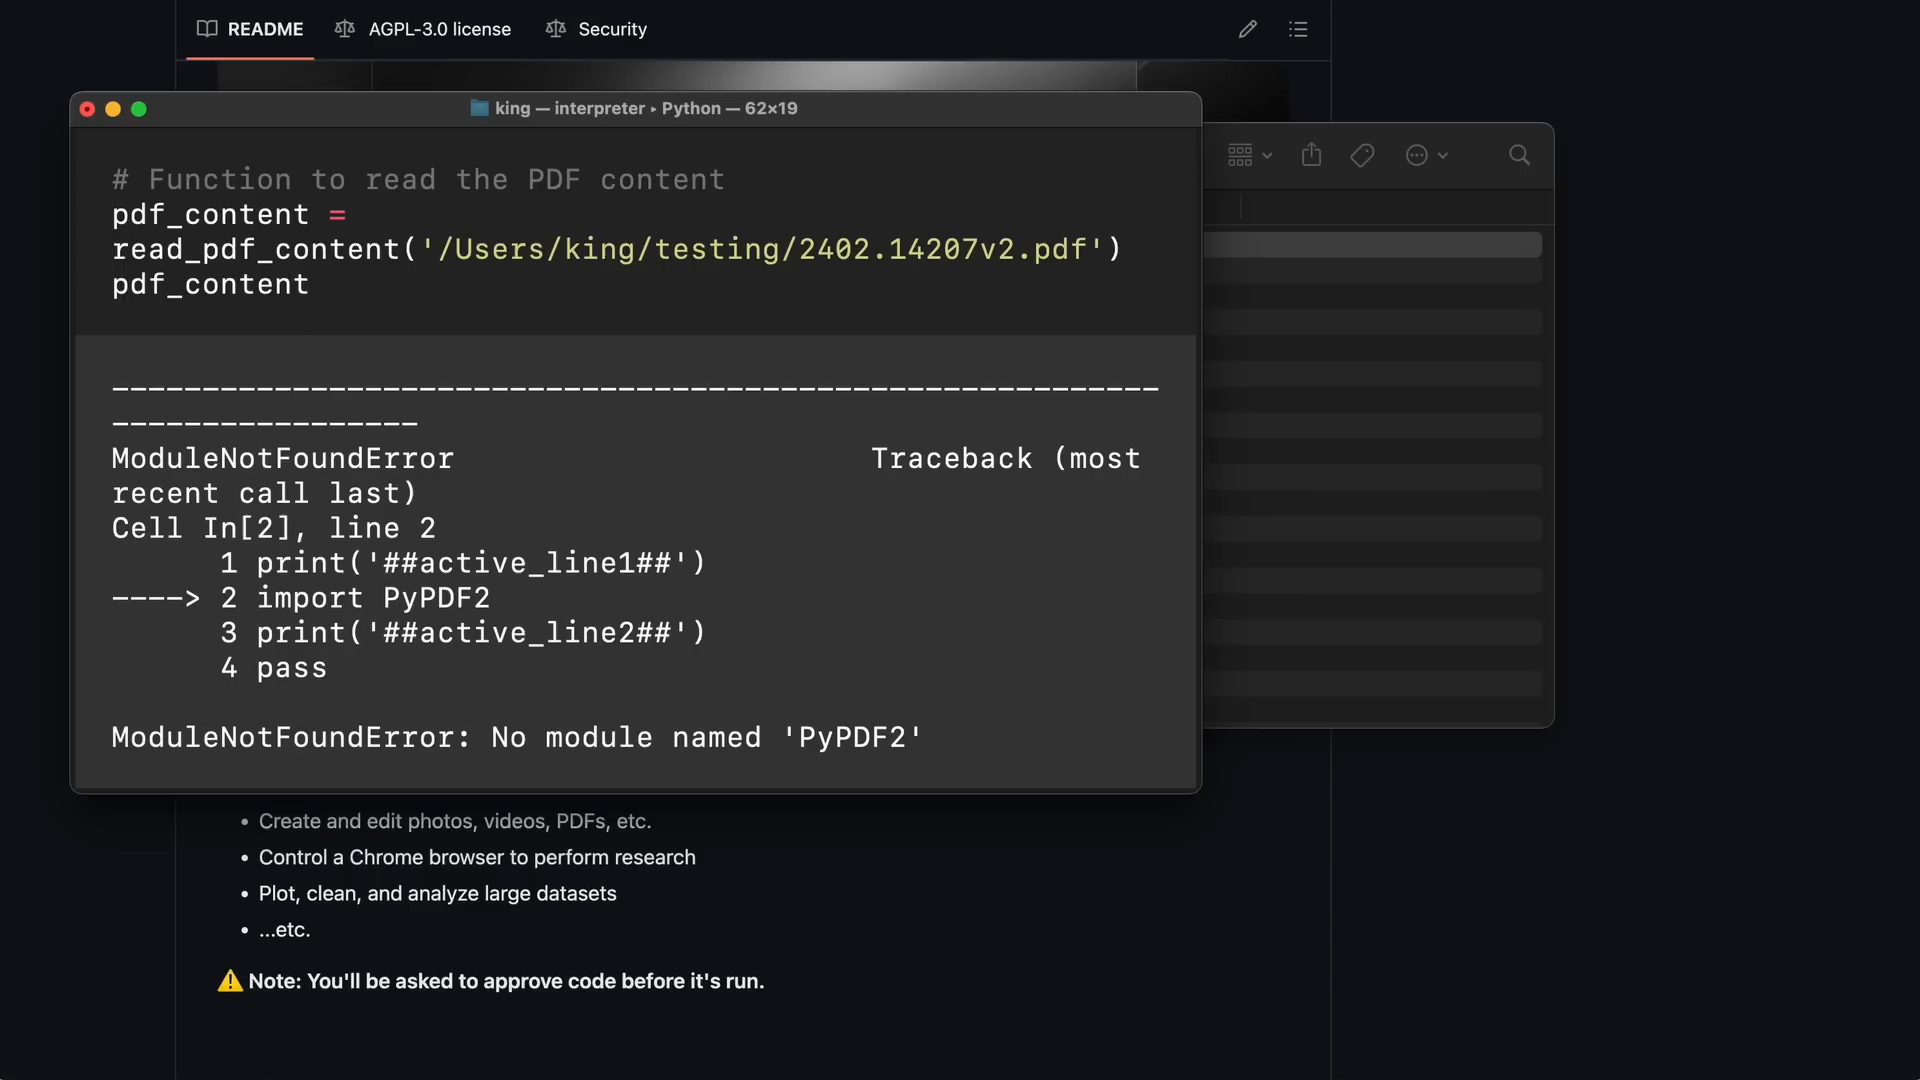 README
AGPL-3.0 license
Security
king — interpreter ▸ Python — 62×19
# Function to read the PDF content
pdf_content =
read_pdf_content('/Users/king/testing/2402.14207v2.pdf')
pdf_content
----------------------------------------------------------
-----------------
ModuleNotFoundError                       Traceback (most
recent call last)
Cell In[2], line 2
      1 print('##active_line1##')
----> 2 import PyPDF2
      3 print('##active_line2##')
      4 pass
ModuleNotFoundError: No module named 'PyPDF2'
• Create and edit photos, videos, PDFs, etc.
• Control a Chrome browser to perform research
• Plot, clean, and analyze large datasets
• ...etc.
⚠️ Note: You'll be asked to approve code before it's run.